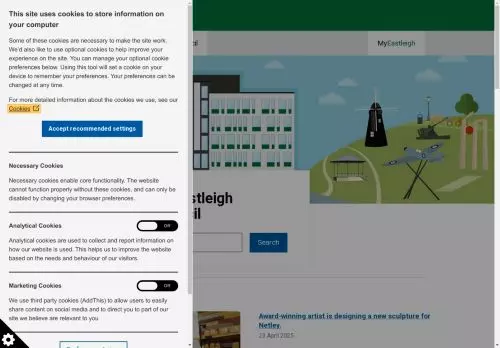 This site uses cookies to store information on
your computer
Some of these cookies are necessary to make the site work.
We'd also like to use optional cookies to help improve your
experience on the site. You can manage your optional cookie
preferences below. Using this tool will set a cookie on your
device to remember your preferences. Your preferences can be
changed at any time.
For more detailed information about the cookies we use, see our
Cookies
Accept recommended settings
Necessary Cookies
Necessary cookies enable core functionality. The website
cannot function properly without these cookies, and can only be
disabled by changing your browser preferences.
Analytical Cookies
Off
Analytical cookies are used to collect and report information on
how our website is used. This helps us to improve the website
based on the needs and behaviour of our visitors.
Marketing Cookies
Off
We use third party cookies (AddThis) to allow users to easily
share content on social media and to direct you to part of our
site we believe are relevant to you
MyEastleigh
stleigh
il
Search
Award-winning artist is designing a new sculpture for
Netley.
23 April 2025